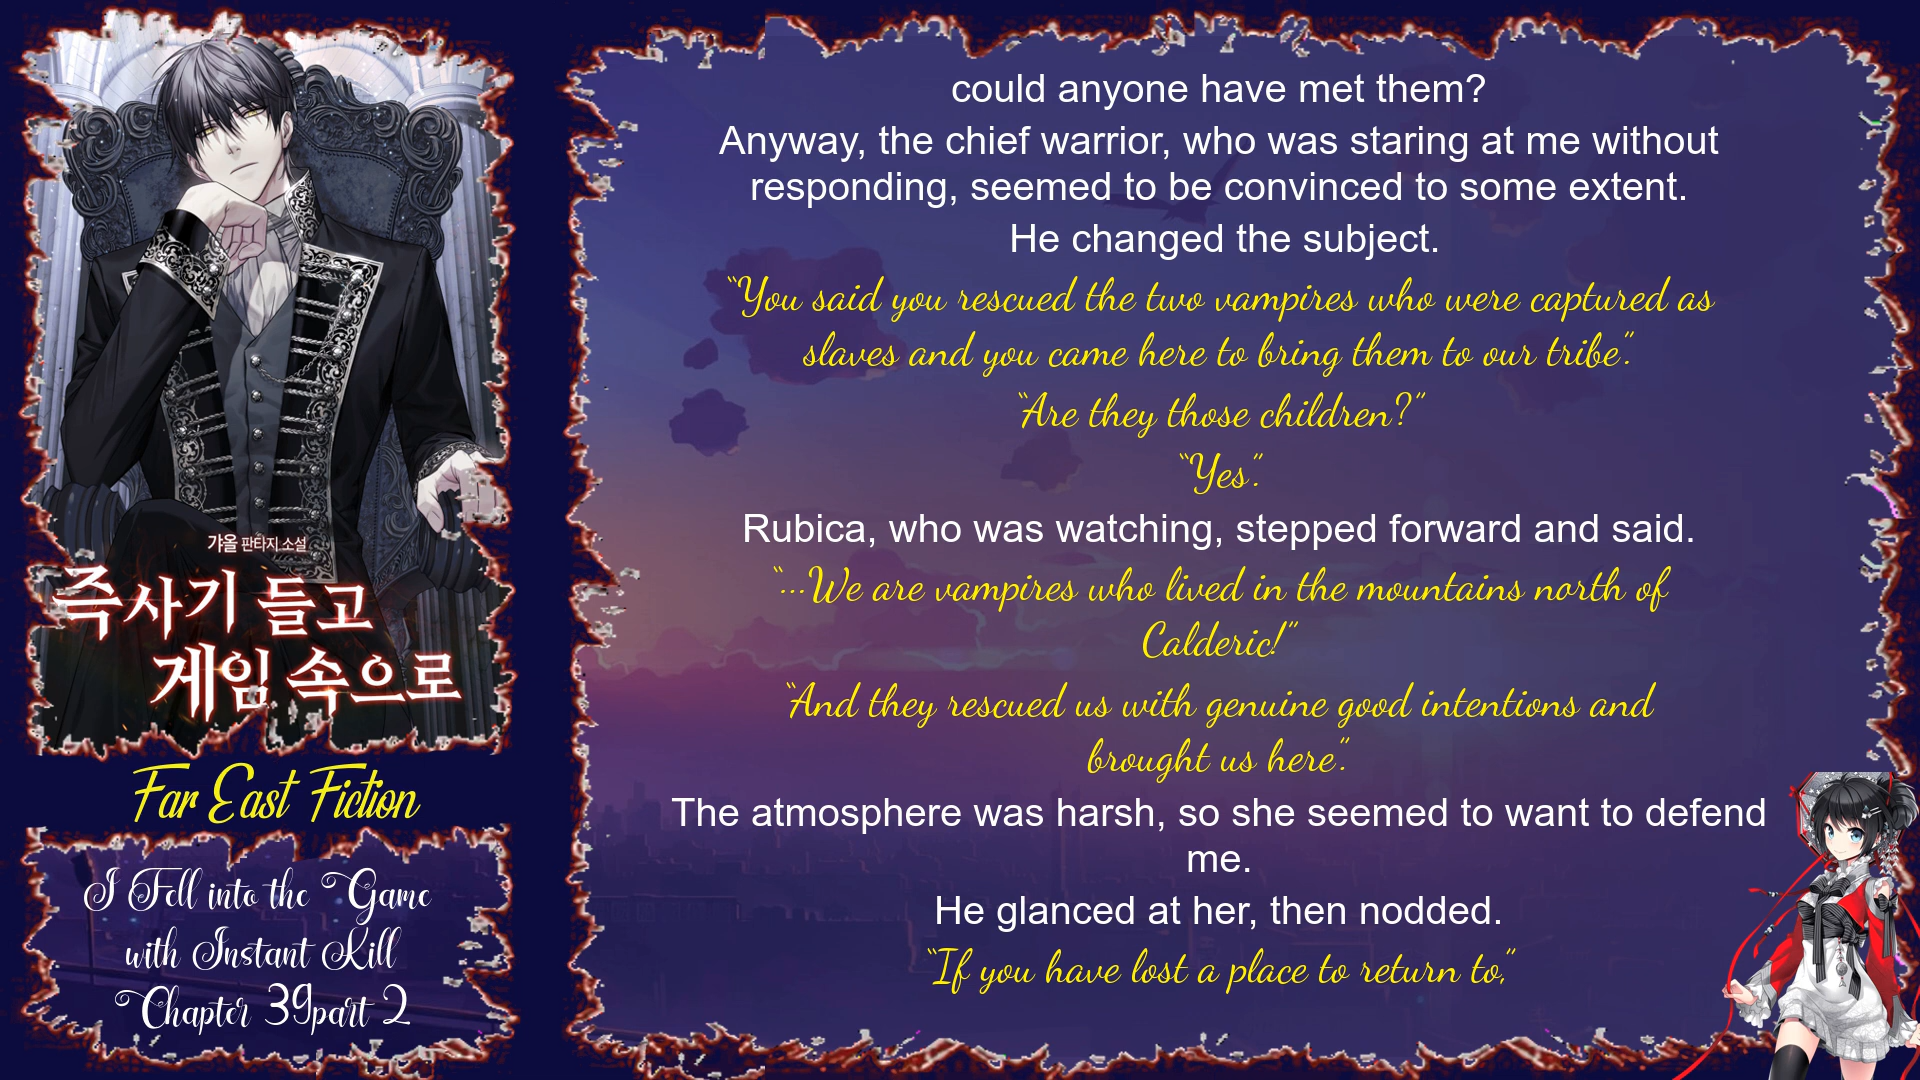 갸올 판타지 소설
즉사기 들고
게임 속으로
Far East Fiction
I Fell into the Game
with Instant Kill
Chapter 39part 2
could anyone have met them?
Anyway, the chief warrior, who was staring at me without
responding, seemed to be convinced to some extent.
He changed the subject.
“You said you rescued the two vampires who were captured as
slaves and you came here to bring them to our tribe”.
“Are they those children?”
“Yes”.
Rubica, who was watching, stepped forward and said.
“…We are vampires who lived in the mountains north of
Calderic!”
“And they rescued us with genuine good intentions and
brought us here”.
The atmosphere was harsh, so she seemed to want to defend
me.
He glanced at her, then nodded.
“If you have lost a place to return to,”